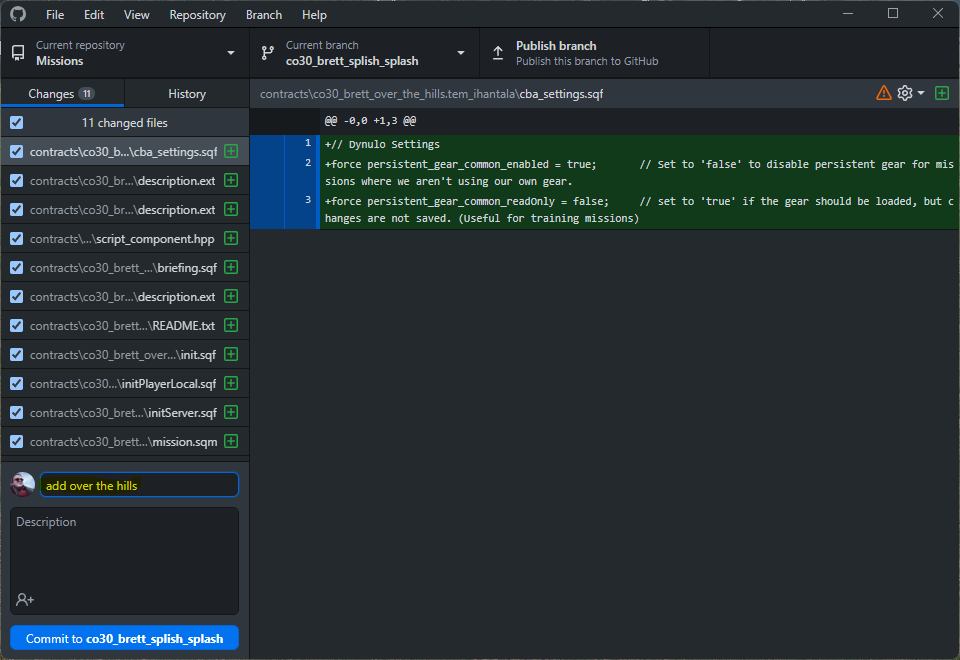 File Edit View Repository Branch Help
Current repository
Missions
Current branch
co30_brett_splish_splash
Publish branch
Publish this branch to GitHub
Changes 11
History
contracts\co30_brett_over_the_hills.tem_ihantala\cba_settings.sqf
11 changed files
contracts\co30_b...\cba_settings.sqf
contracts\co30_br...\description.ext
contracts\co30_br...\description.ext
contracts\...\script_component.hpp
contracts\co30_brett_...\briefing.sqf
contracts\co30_br...\description.ext
contracts\co30_brett...\README.txt
contracts\co30_brett_over...\init.sqf
contracts\co30...\initPlayerLocal.sqf
contracts\co30_bret...\initServer.sqf
contracts\co30_brett...\mission.sqm
@@ -0,0 +1,3 @@
1 +// Dynulo Settings
2 +force persistent_gear_common_enabled = true; // Set to 'false' to disable persistent gear for mis
sions where we aren't using our own gear.
3 +force persistent_gear_common_readOnly = false; // set to 'true' if the gear should be loaded, but c
hanges are not saved. (Useful for training missions)
add over the hills
Description
Commit to co30_brett_splish_splash